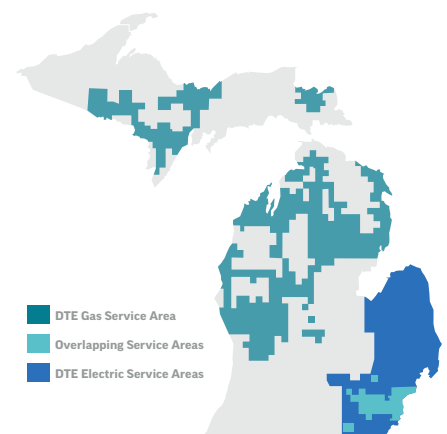 DTE Gas Service Area
Overlapping Service Areas
DTE Electric Service Areas